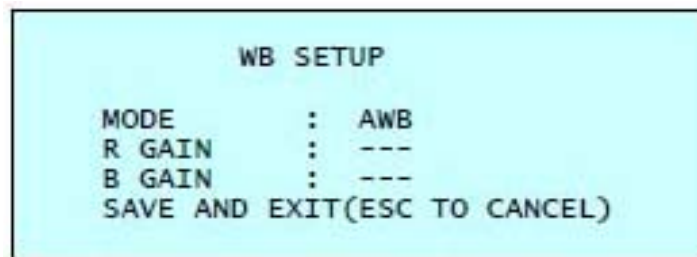 WB SETUP
MODE : AWB
R GAIN : ---
B GAIN : ---
SAVE AND EXIT(ESC TO CANCEL)